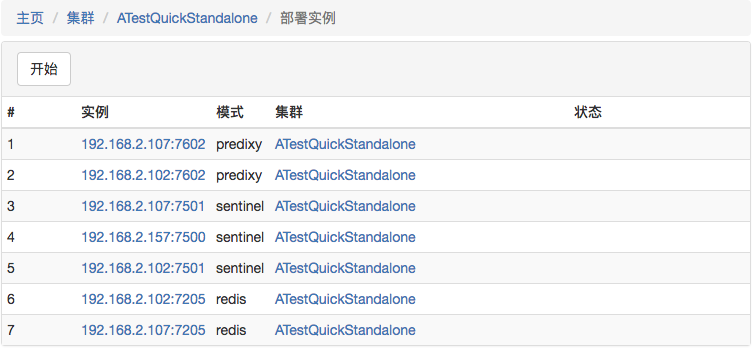 主页 / 集群 / ATestQuickStandalone / 部署实例
开始
# 实例 模式 集群 状态
1 192.168.2.107:7602 predixy ATestQuickStandalone
2 192.168.2.102:7602 predixy ATestQuickStandalone
3 192.168.2.107:7501 sentinel ATestQuickStandalone
4 192.168.2.157:7500 sentinel ATestQuickStandalone
5 192.168.2.102:7501 sentinel ATestQuickStandalone
6 192.168.2.102:7205 redis ATestQuickStandalone
7 192.168.2.107:7205 redis ATestQuickStandalone